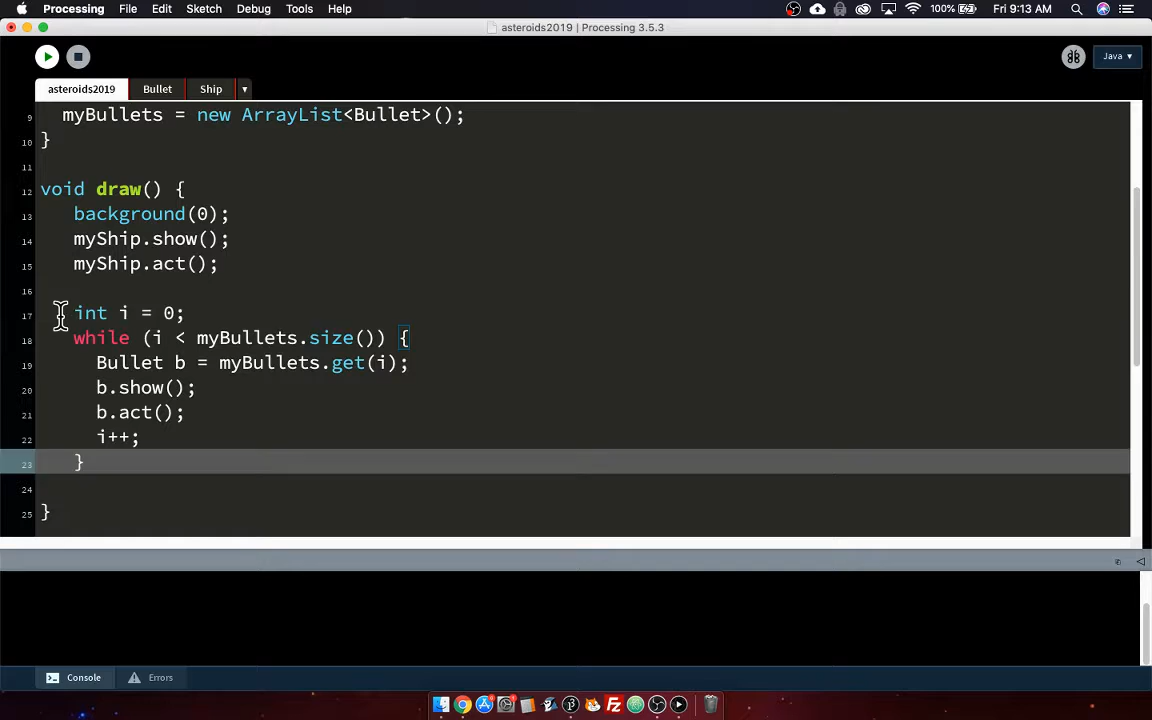 Processing File Edit Sketch Debug Tools Help 100% Fri 9:13 AM
asteroids2019 | Processing 3.5.3
Java ▾
asteroids2019 Bullet Ship ▾
9 myBullets = new ArrayList<Bullet>();
10 }
11
12 void draw() {
13 background(0);
14 myShip.show();
15 myShip.act();
16
17 int i = 0;
18 while (i < myBullets.size()) {
19 Bullet b = myBullets.get(i);
20 b.show();
21 b.act();
22 i++;
23 }
24
25 }
Console Errors